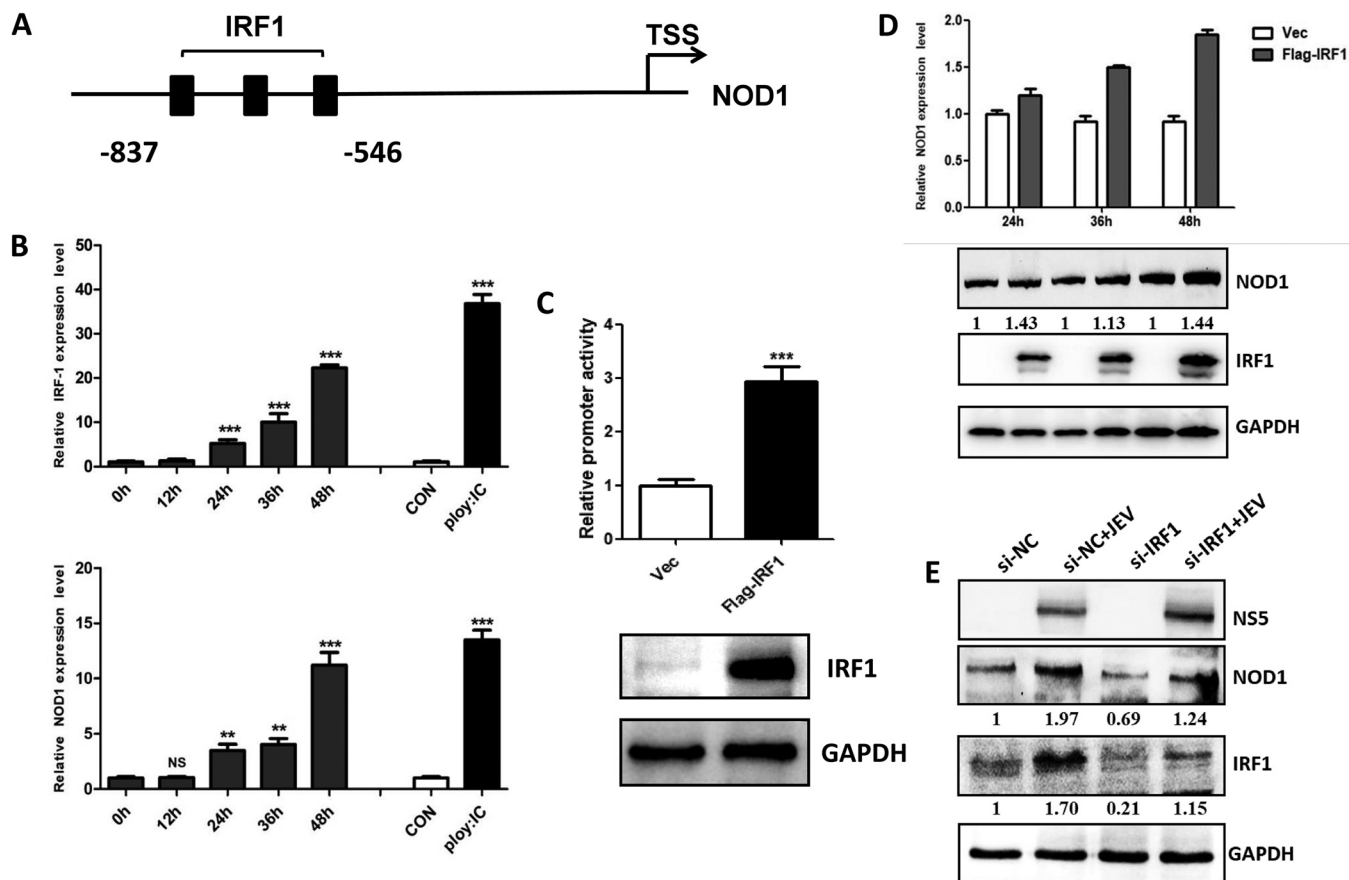 A
IRF1
TSS
NOD1
-837
-546
B
Relative IRF-1 expression level
50
40
30
20
10
0
***
***
***
***
0h
12h
24h
36h
48h
CON
ploy:IC
Relative NOD1 expression level
20
15
10
5
0
NS
**
**
***
***
0h
12h
24h
36h
48h
CON
ploy:IC
C
Relative promoter activity
4
3
2
1
0
***
Vec
Flag-IRF1
IRF1
GAPDH
D
Relative NOD1 expression level
2.0
1.5
1.0
0.5
0.0
Vec
Flag-IRF1
24h
36h
48h
NOD1
1 1.43 1 1.13 1 1.44
IRF1
GAPDH
E
si-NC
si-NC+JEV
si-IRF1
si-IRF1+JEV
NS5
NOD1
1 1.97 0.69 1.24
IRF1
1 1.70 0.21 1.15
GAPDH